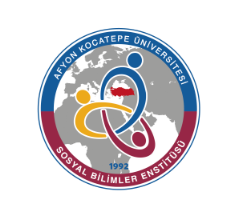 AFYON KOCATEPE ÜNİVERSİTESİ
1992
SOSYAL BİLİMLER ENSTİTÜSÜ